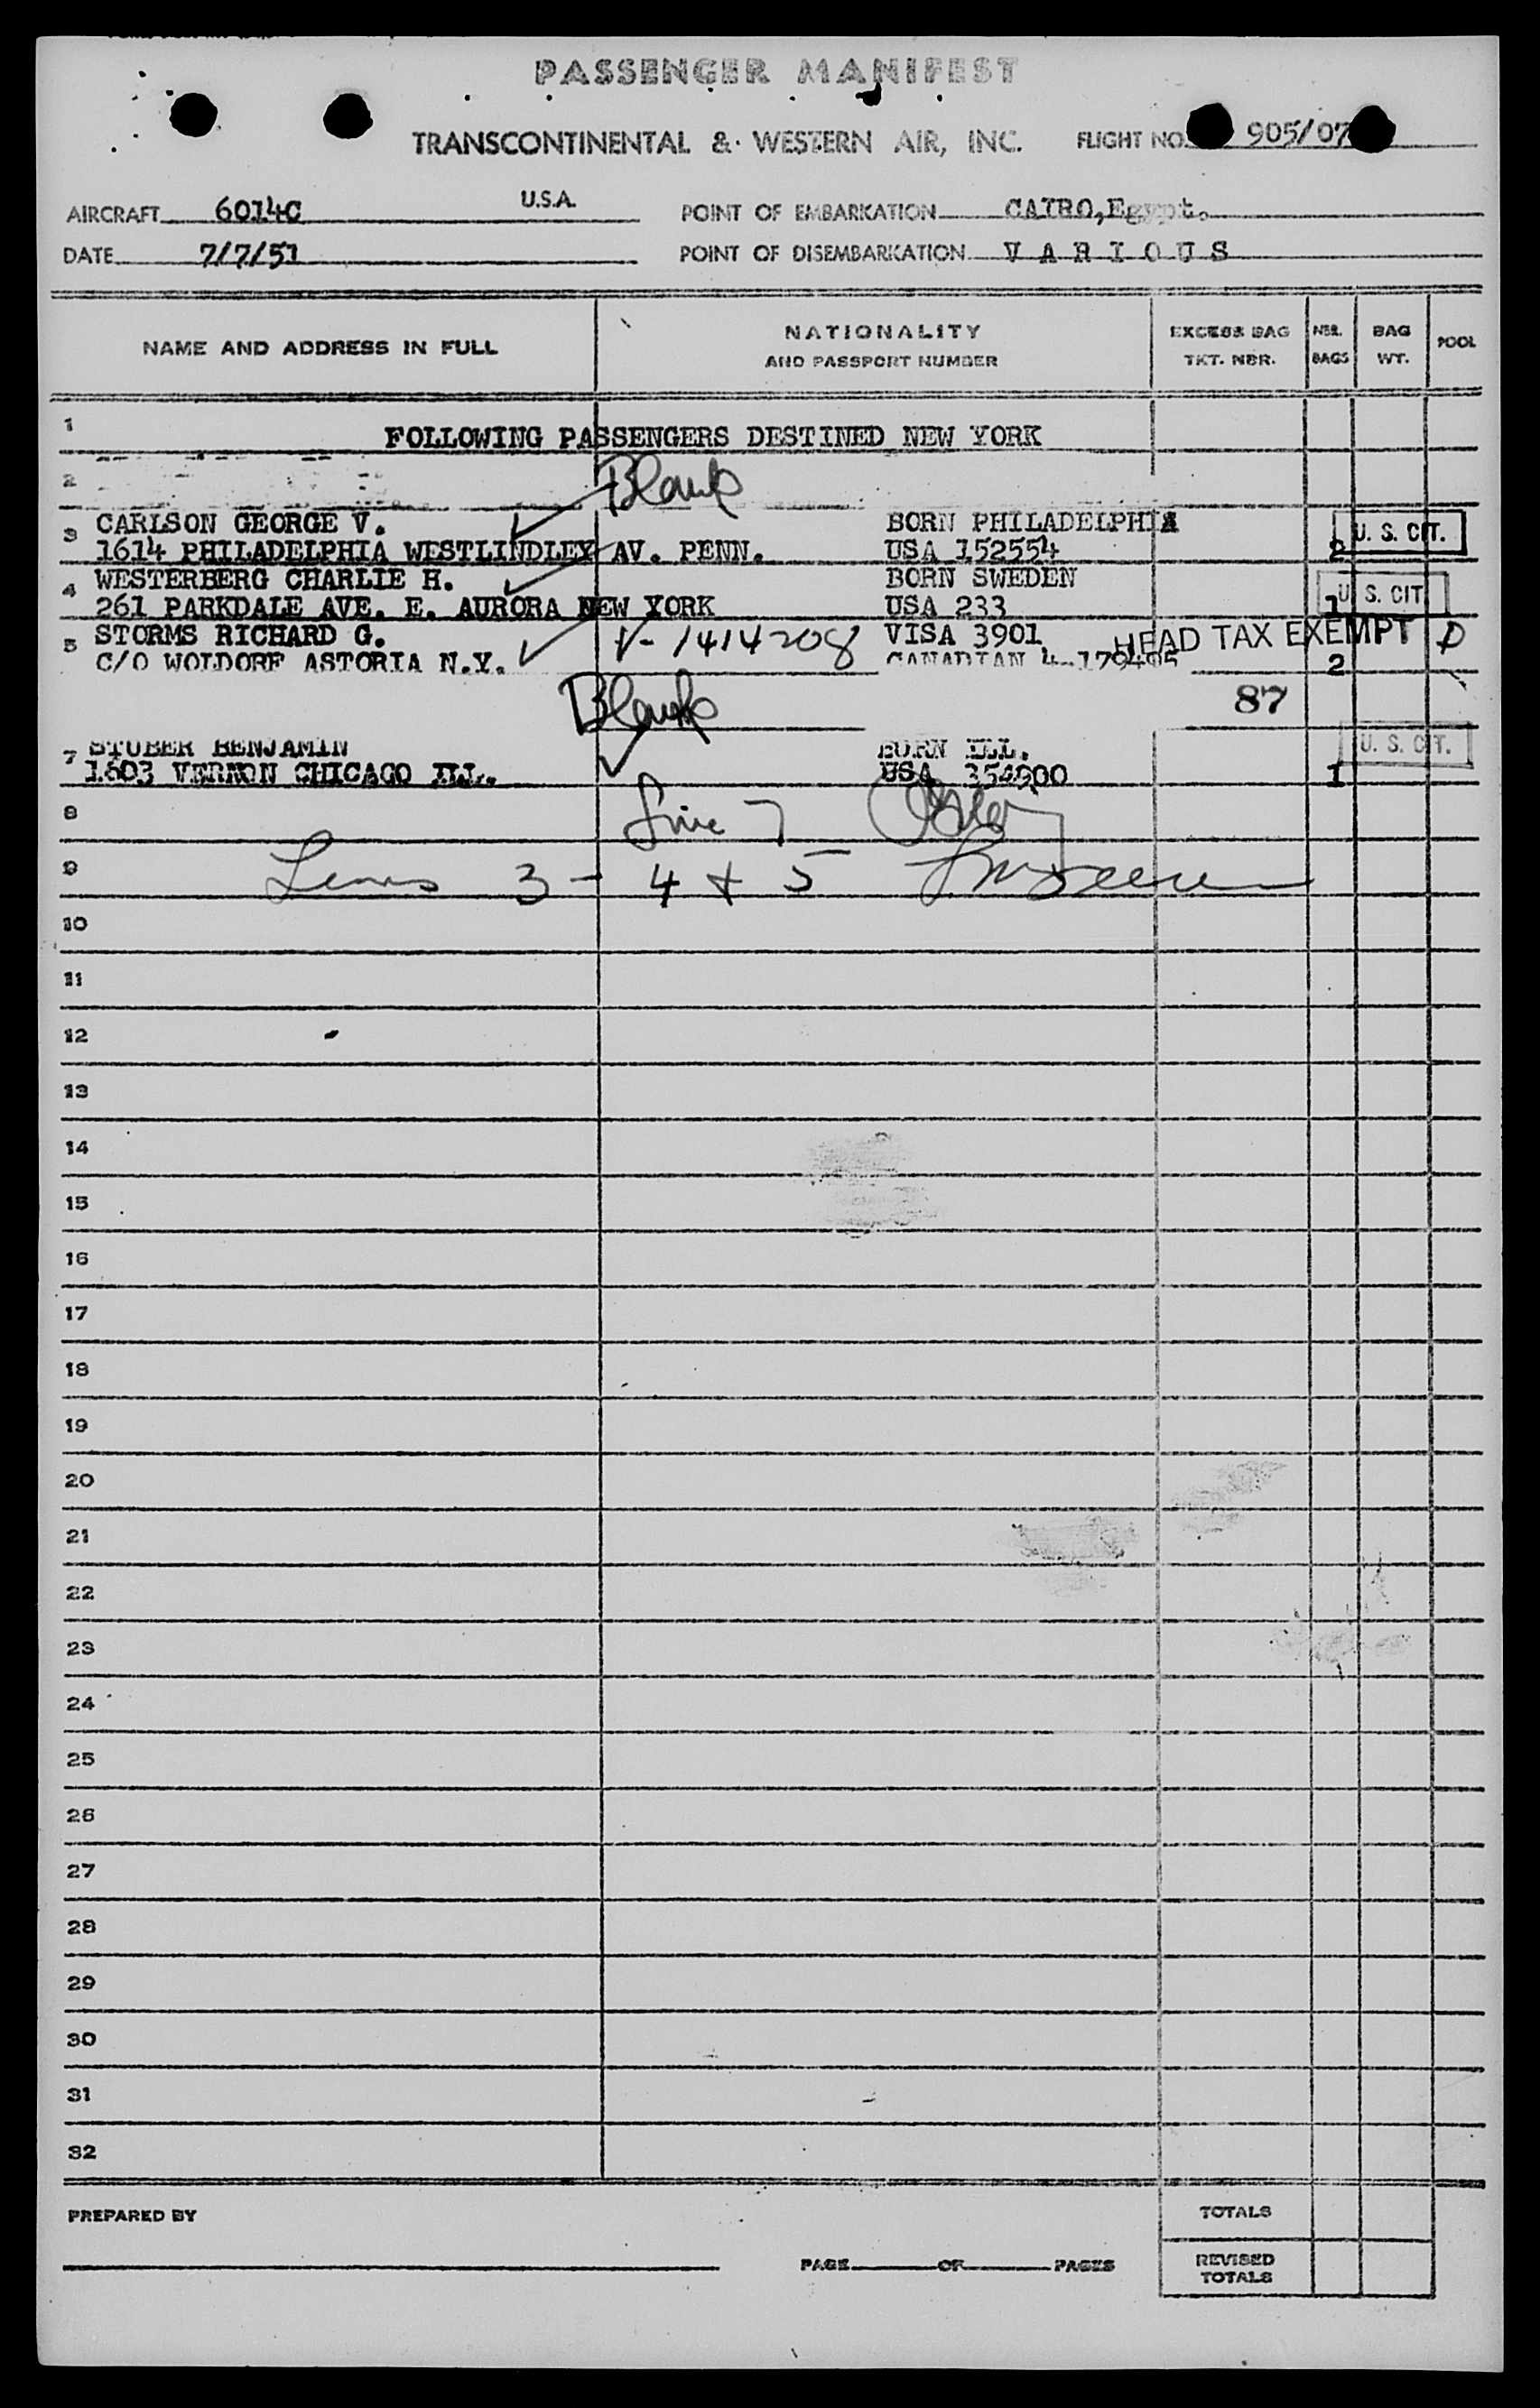 PASSENGER MANIFEST
TRANSCONTINENTAL & WESTERN AIR, INC. FLIGHT NO. 905/07
AIRCRAFT 6014C U.S.A. POINT OF EMBARKATION CAIRO, Egypt.
DATE 7/7/51 POINT OF DISEMBARKATION V A R I O U S
NAME AND ADDRESS IN FULL
NATIONALITY
AND PASSPORT NUMBER
EXCESS BAG
TKT. NBR.
NBR.
BAGS
BAG
WT.
POOL
1 FOLLOWING PASSENGERS DESTINED NEW YORK
2 Blank
3 CARLSON GEORGE V. BORN PHILADELPHIA U. S. CIT.
1614 PHILADELPHIA WESTLINDLEY AV. PENN. USA 152554 2
4 WESTERBERG CHARLIE H. BORN SWEDEN U. S. CIT.
261 PARKDALE AVE. E. AURORA NEW YORK USA 233 1
5 STORMS RICHARD G. V-1414208 VISA 3901 HEAD TAX EXEMPT D
C/O WOLDORF ASTORIA N.Y. CANADIAN 4-179495 2
Blank 87
7 STUBER BENJAMIN BORN ILL. U. S. CIT.
1603 VERNON CHICAGO ILL. USA 354900 1
8 Line 7
9 Lines 3 - 4 + 5
10
11
12
13
14
15
16
17
18
19
20
21
22
23
24
25
26
27
28
29
30
31
32
PREPARED BY TOTALS
PAGE OF PAGES REVISED
TOTALS